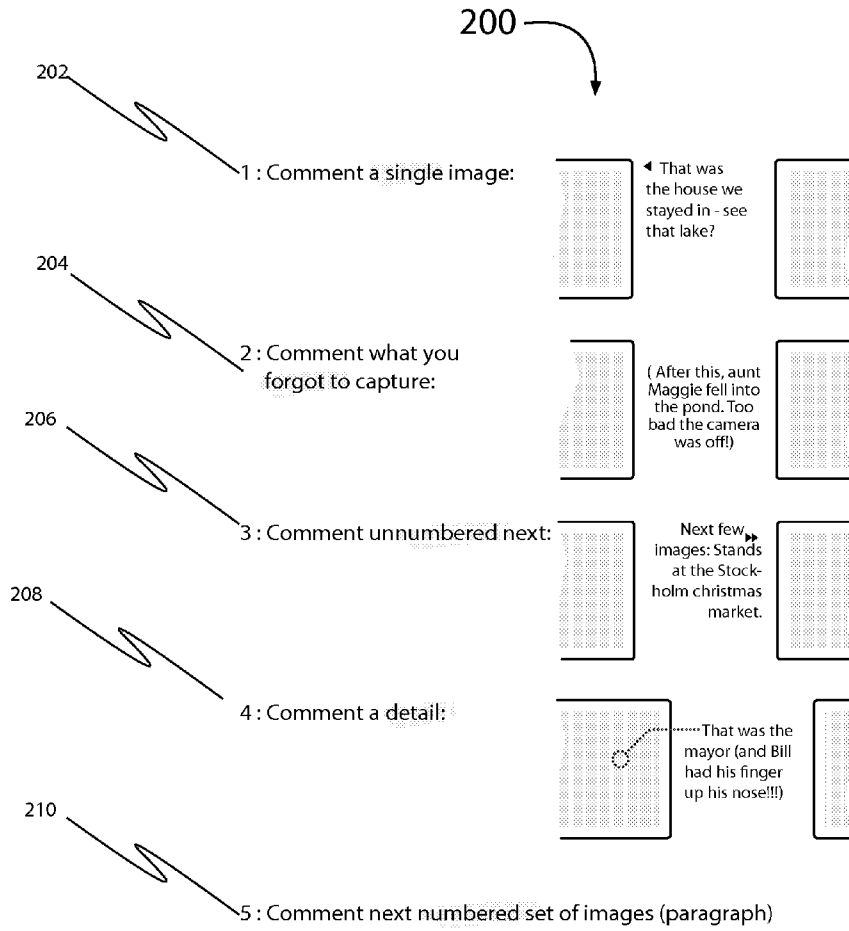 200
202
1 : Comment a single image:
◀ That was
the house we
stayed in - see
that lake?
204
2 : Comment what you
forgot to capture:
( After this, aunt
Maggie fell into
the pond. Too
bad the camera
was off!)
206
3 : Comment unnumbered next:
Next few ▶▶
images: Stands
at the Stock-
holm christmas
market.
208
4 : Comment a detail:
That was the
mayor (and Bill
had his finger
up his nose!!!)
210
5 : Comment next numbered set of images (paragraph)